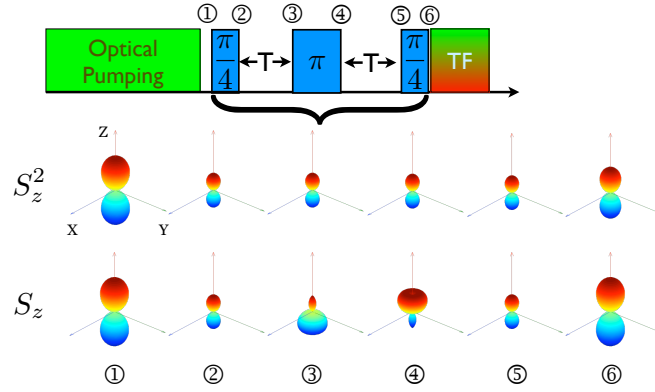 ① ② ③ ④ ⑤ ⑥
Optical Pumping π/4 T π T π/4 TF
S_z^2 Z X Y
S_z
① ② ③ ④ ⑤ ⑥